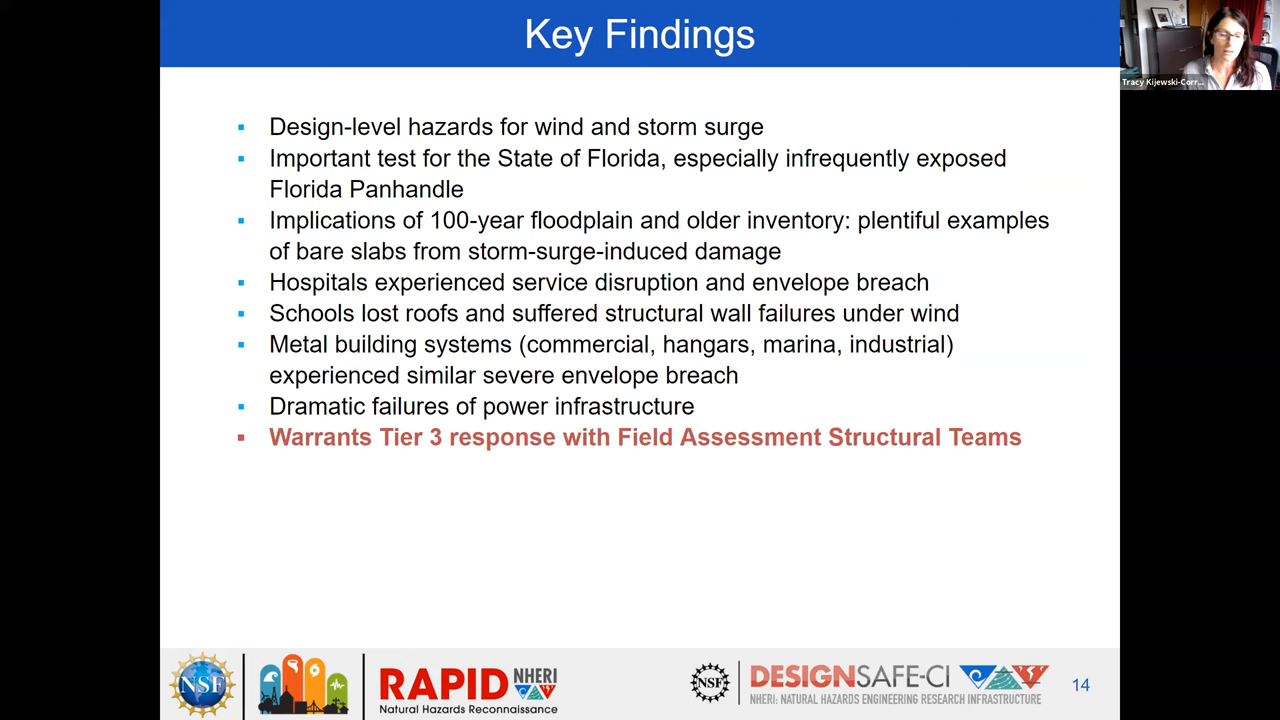 Key Findings
Tracy Kijewski-Corr...
Design-level hazards for wind and storm surge
Important test for the State of Florida, especially infrequently exposed
Florida Panhandle
Implications of 100-year floodplain and older inventory: plentiful examples
of bare slabs from storm-surge-induced damage
Hospitals experienced service disruption and envelope breach
Schools lost roofs and suffered structural wall failures under wind
Metal building systems (commercial, hangars, marina, industrial)
experienced similar severe envelope breach
Dramatic failures of power infrastructure
Warrants Tier 3 response with Field Assessment Structural Teams
NSF
RAPID NHERI
Natural Hazards Reconnaissance
NSF
DESIGNSAFE-CI
NHERI: NATURAL HAZARDS ENGINEERING RESEARCH INFRASTRUCTURE
14